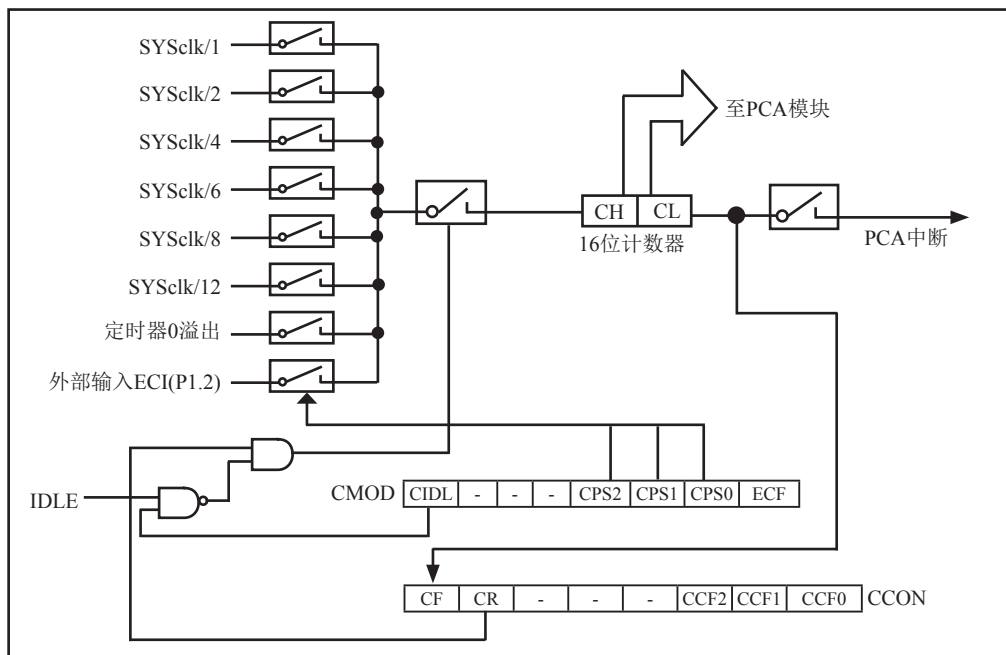 SYSclk/1
SYSclk/2
SYSclk/4
SYSclk/6
SYSclk/8
SYSclk/12
定时器0溢出
外部输入ECI(P1.2)
至PCA模块
CH CL
16位计数器
PCA中断
IDLE
CMOD CIDL - - - CPS2 CPS1 CPS0 ECF
CF CR - - - CCF2 CCF1 CCF0 CCON